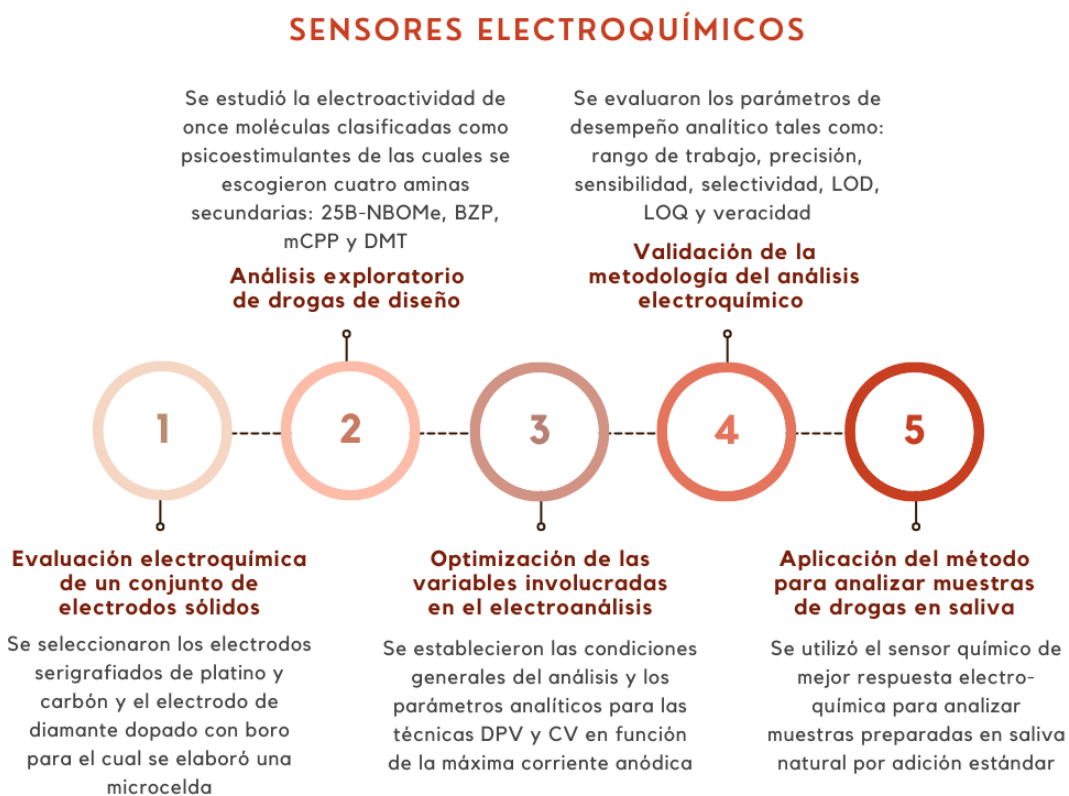 SENSORES ELECTROQUÍMICOS
Se estudió la electroactividad de
once moléculas clasificadas como
psicoestimulantes de las cuales se
escogieron cuatro aminas
secundarias: 25B-NBOMe, BZP,
mCPP y DMT
Análisis exploratorio
de drogas de diseño
Se evaluaron los parámetros de
desempeño analítico tales como:
rango de trabajo, precisión,
sensibilidad, selectividad, LOD,
LOQ y veracidad
Validación de la
metodología del análisis
electroquímico
1
2
3
4
5
Evaluación electroquímica
de un conjunto de
electrodos sólidos
Se seleccionaron los electrodos
serigrafiados de platino y
carbón y el electrodo de
diamante dopado con boro
para el cual se elaboró una
microcelda
Optimización de las
variables involucradas
en el electroanálisis
Se establecieron las condiciones
generales del análisis y los
parámetros analíticos para las
técnicas DPV y CV en función
de la máxima corriente anódica
Aplicación del método
para analizar muestras
de drogas en saliva
Se utilizó el sensor químico de
mejor respuesta electro-
química para analizar
muestras preparadas en saliva
natural por adición estándar